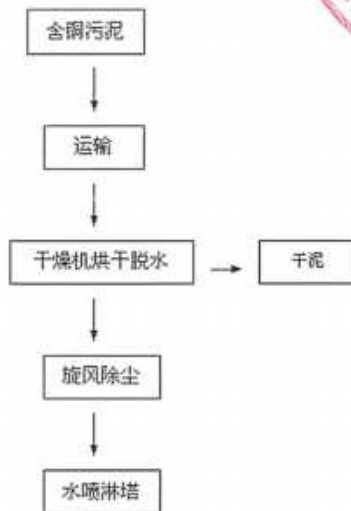 含铜污泥
运输
干燥机烘干脱水
干泥
旋风除尘
水喷淋塔